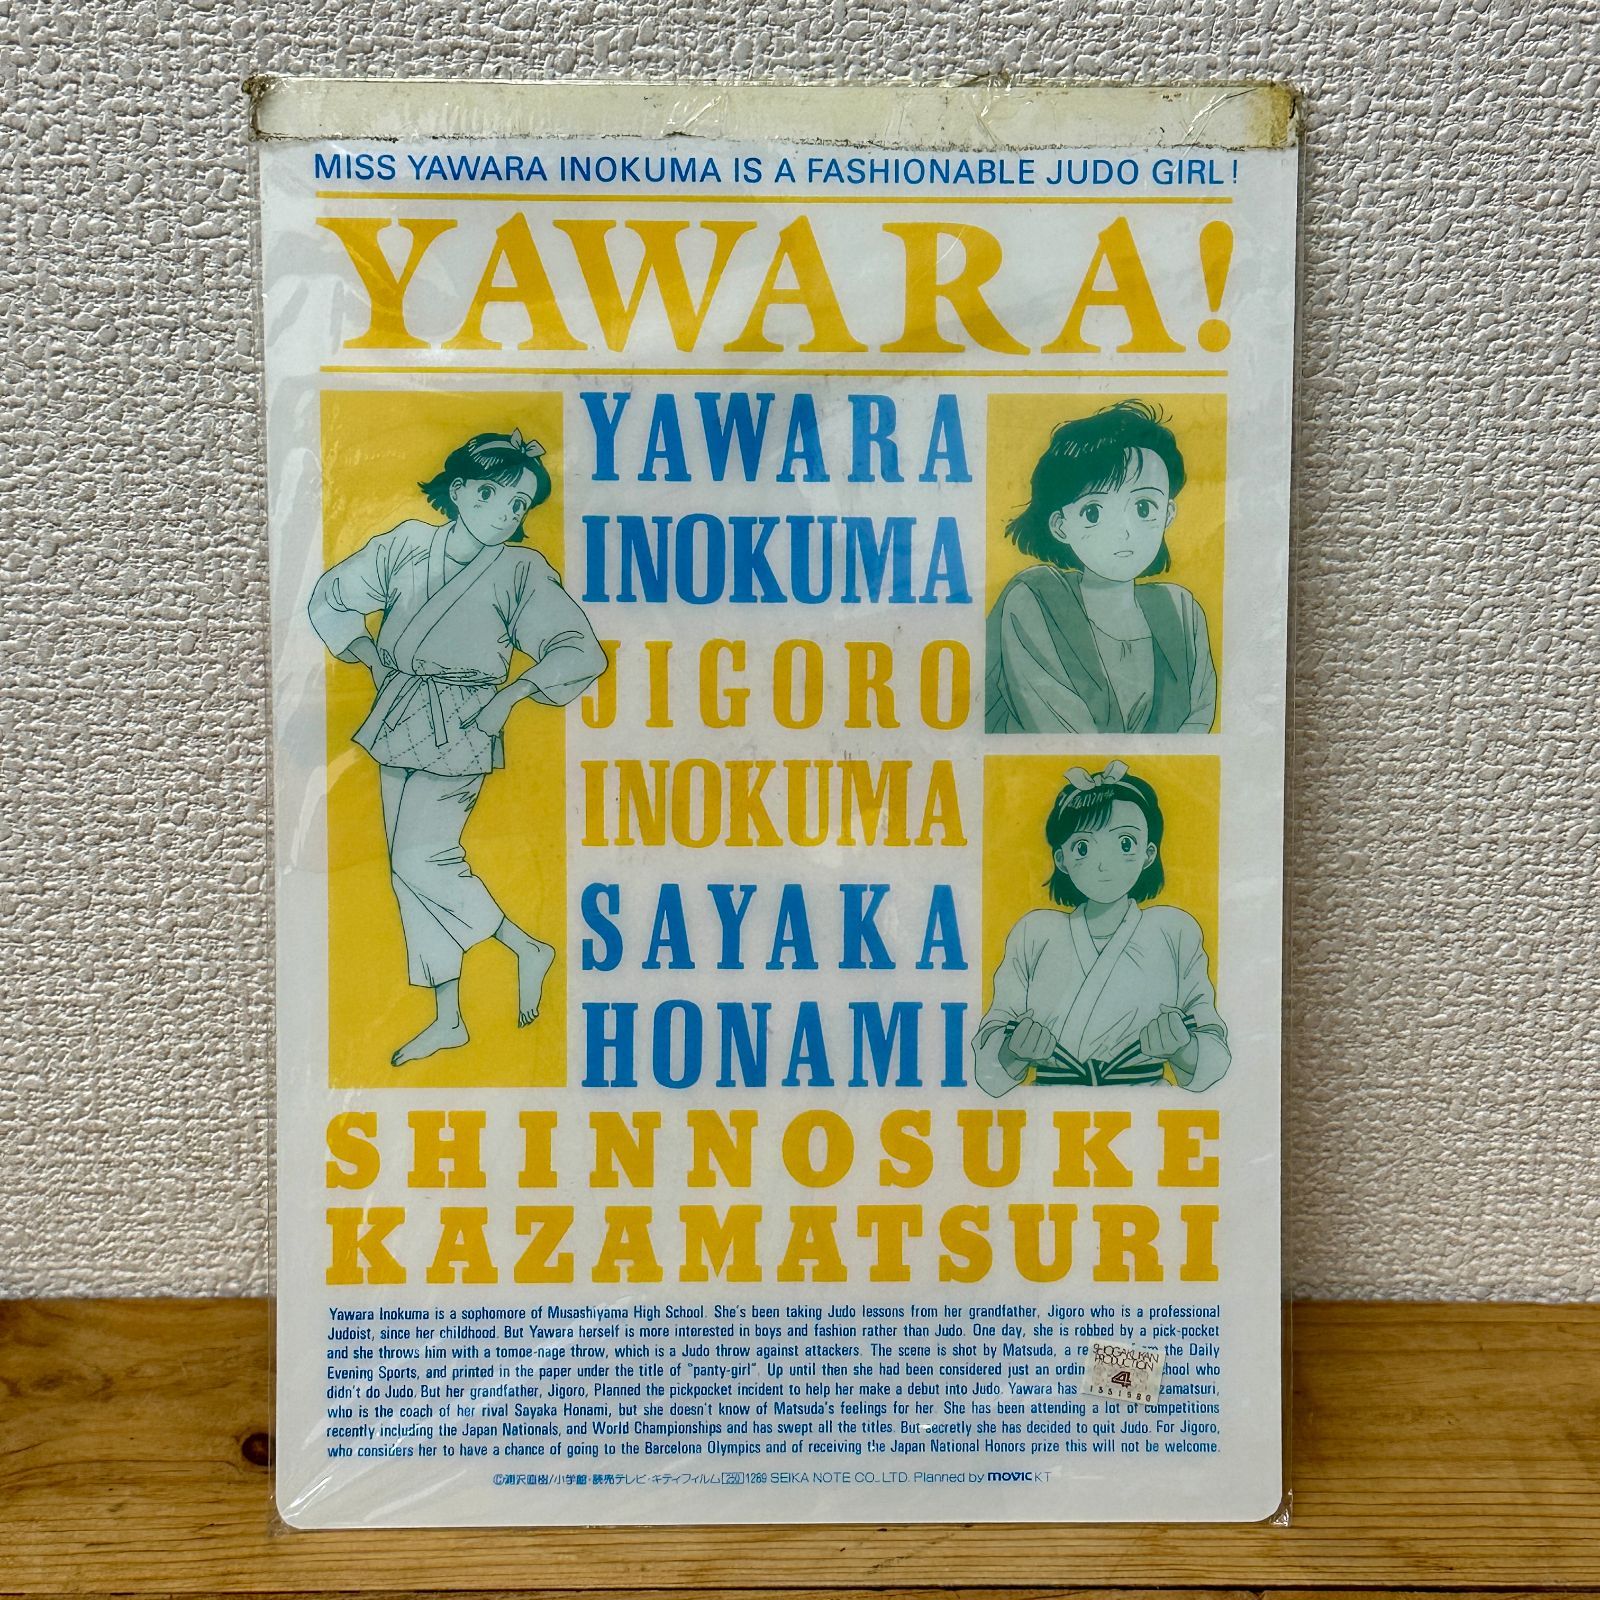 MISS YAWARA INOKUMA IS A FASHIONABLE JUDO GIRL!
YAWARA!
YAWARA
INOKUMA
JIGORO
INOKUMA
SAYAKA
HONAMI
SHINNOSUKE
KAZAMATSURI
Yawara Inokuma is a sophomore of Musashiyama High School. She's been taking Judo lessons from her grandfather, Jigoro who is a professional
Judoist, since her childhood. But Yawara herself is more interested in boys and fashion rather than Judo. One day, she is robbed by a pick-pocket
and she throws him with a tomoe-nage throw, which is a Judo throw against attackers. The scene is shot by Matsuda, a re the Daily
Evening Sports, and printed in the paper under the title of "panty-girl". Up until then she had been considered just an ordin hool who
didn't do Judo. But her grandfather, Jigoro, Planned the pickpocket incident to help her make a debut into Judo. Yawara has zamatsuri,
who is the coach of her rival Sayaka Honami, but she doesn't know of Matsuda's feelings for her. She has been attending a lot of competitions
recently including the Japan Nationals, and World Championships and has swept all the titles. But secretly she has decided to quit Judo. For Jigoro,
who considers her to have a chance of going to the Barcelona Olympics and of receiving the Japan National Honors prize this will not be welcome.
SHOGAKUKAN
PRODUCTION
4
©浦沢直樹/小学館・読売テレビ・キティフィルム 1289 SEIKA NOTE CO., LTD. Planned by movic KT